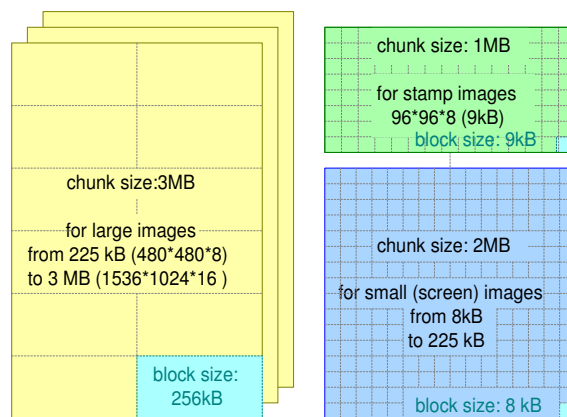 chunk size:3MB
for large images
from 225 kB (480*480*8)
to 3 MB (1536*1024*16 )
block size:
256kB
chunk size: 1MB
for stamp images
96*96*8 (9kB)
block size: 9kB
chunk size: 2MB
for small (screen) images
from 8kB
to 225 kB
block size: 8 kB